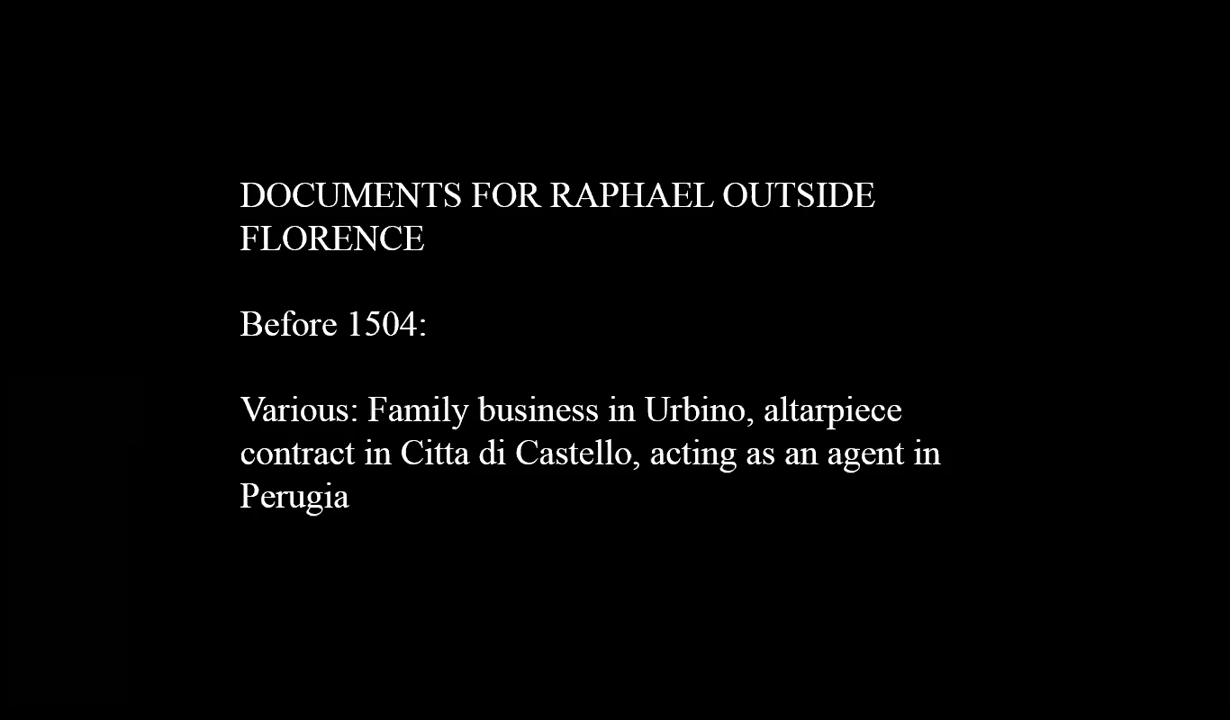 DOCUMENTS FOR RAPHAEL OUTSIDE
FLORENCE
Before 1504:
Various: Family business in Urbino, altarpiece
contract in Citta di Castello, acting as an agent in
Perugia